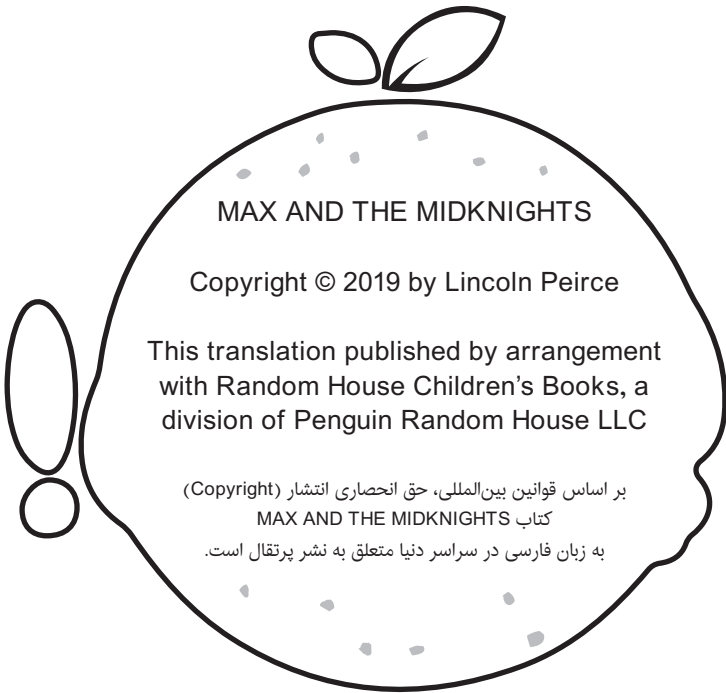 MAX AND THE MIDKNIGHTS
Copyright © 2019 by Lincoln Peirce
This translation published by arrangement
with Random House Children’s Books, a
division of Penguin Random House LLC
بر اساس قوانین بین‌المللی، حق انحصاری انتشار (Copyright)
کتاب MAX AND THE MIDKNIGHTS
به زبان فارسی در سراسر دنیا متعلق به نشر پرتقال است.